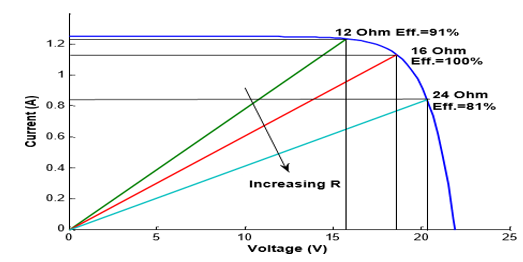 12 Ohm Eff.=91%
16 Ohm
Eff.=100%
24 Ohm
Eff.=81%
Increasing R
Current (A)
1.2
1
0.8
0.6
0.4
0.2
0
0
5
10
15
20
25
Voltage (V)